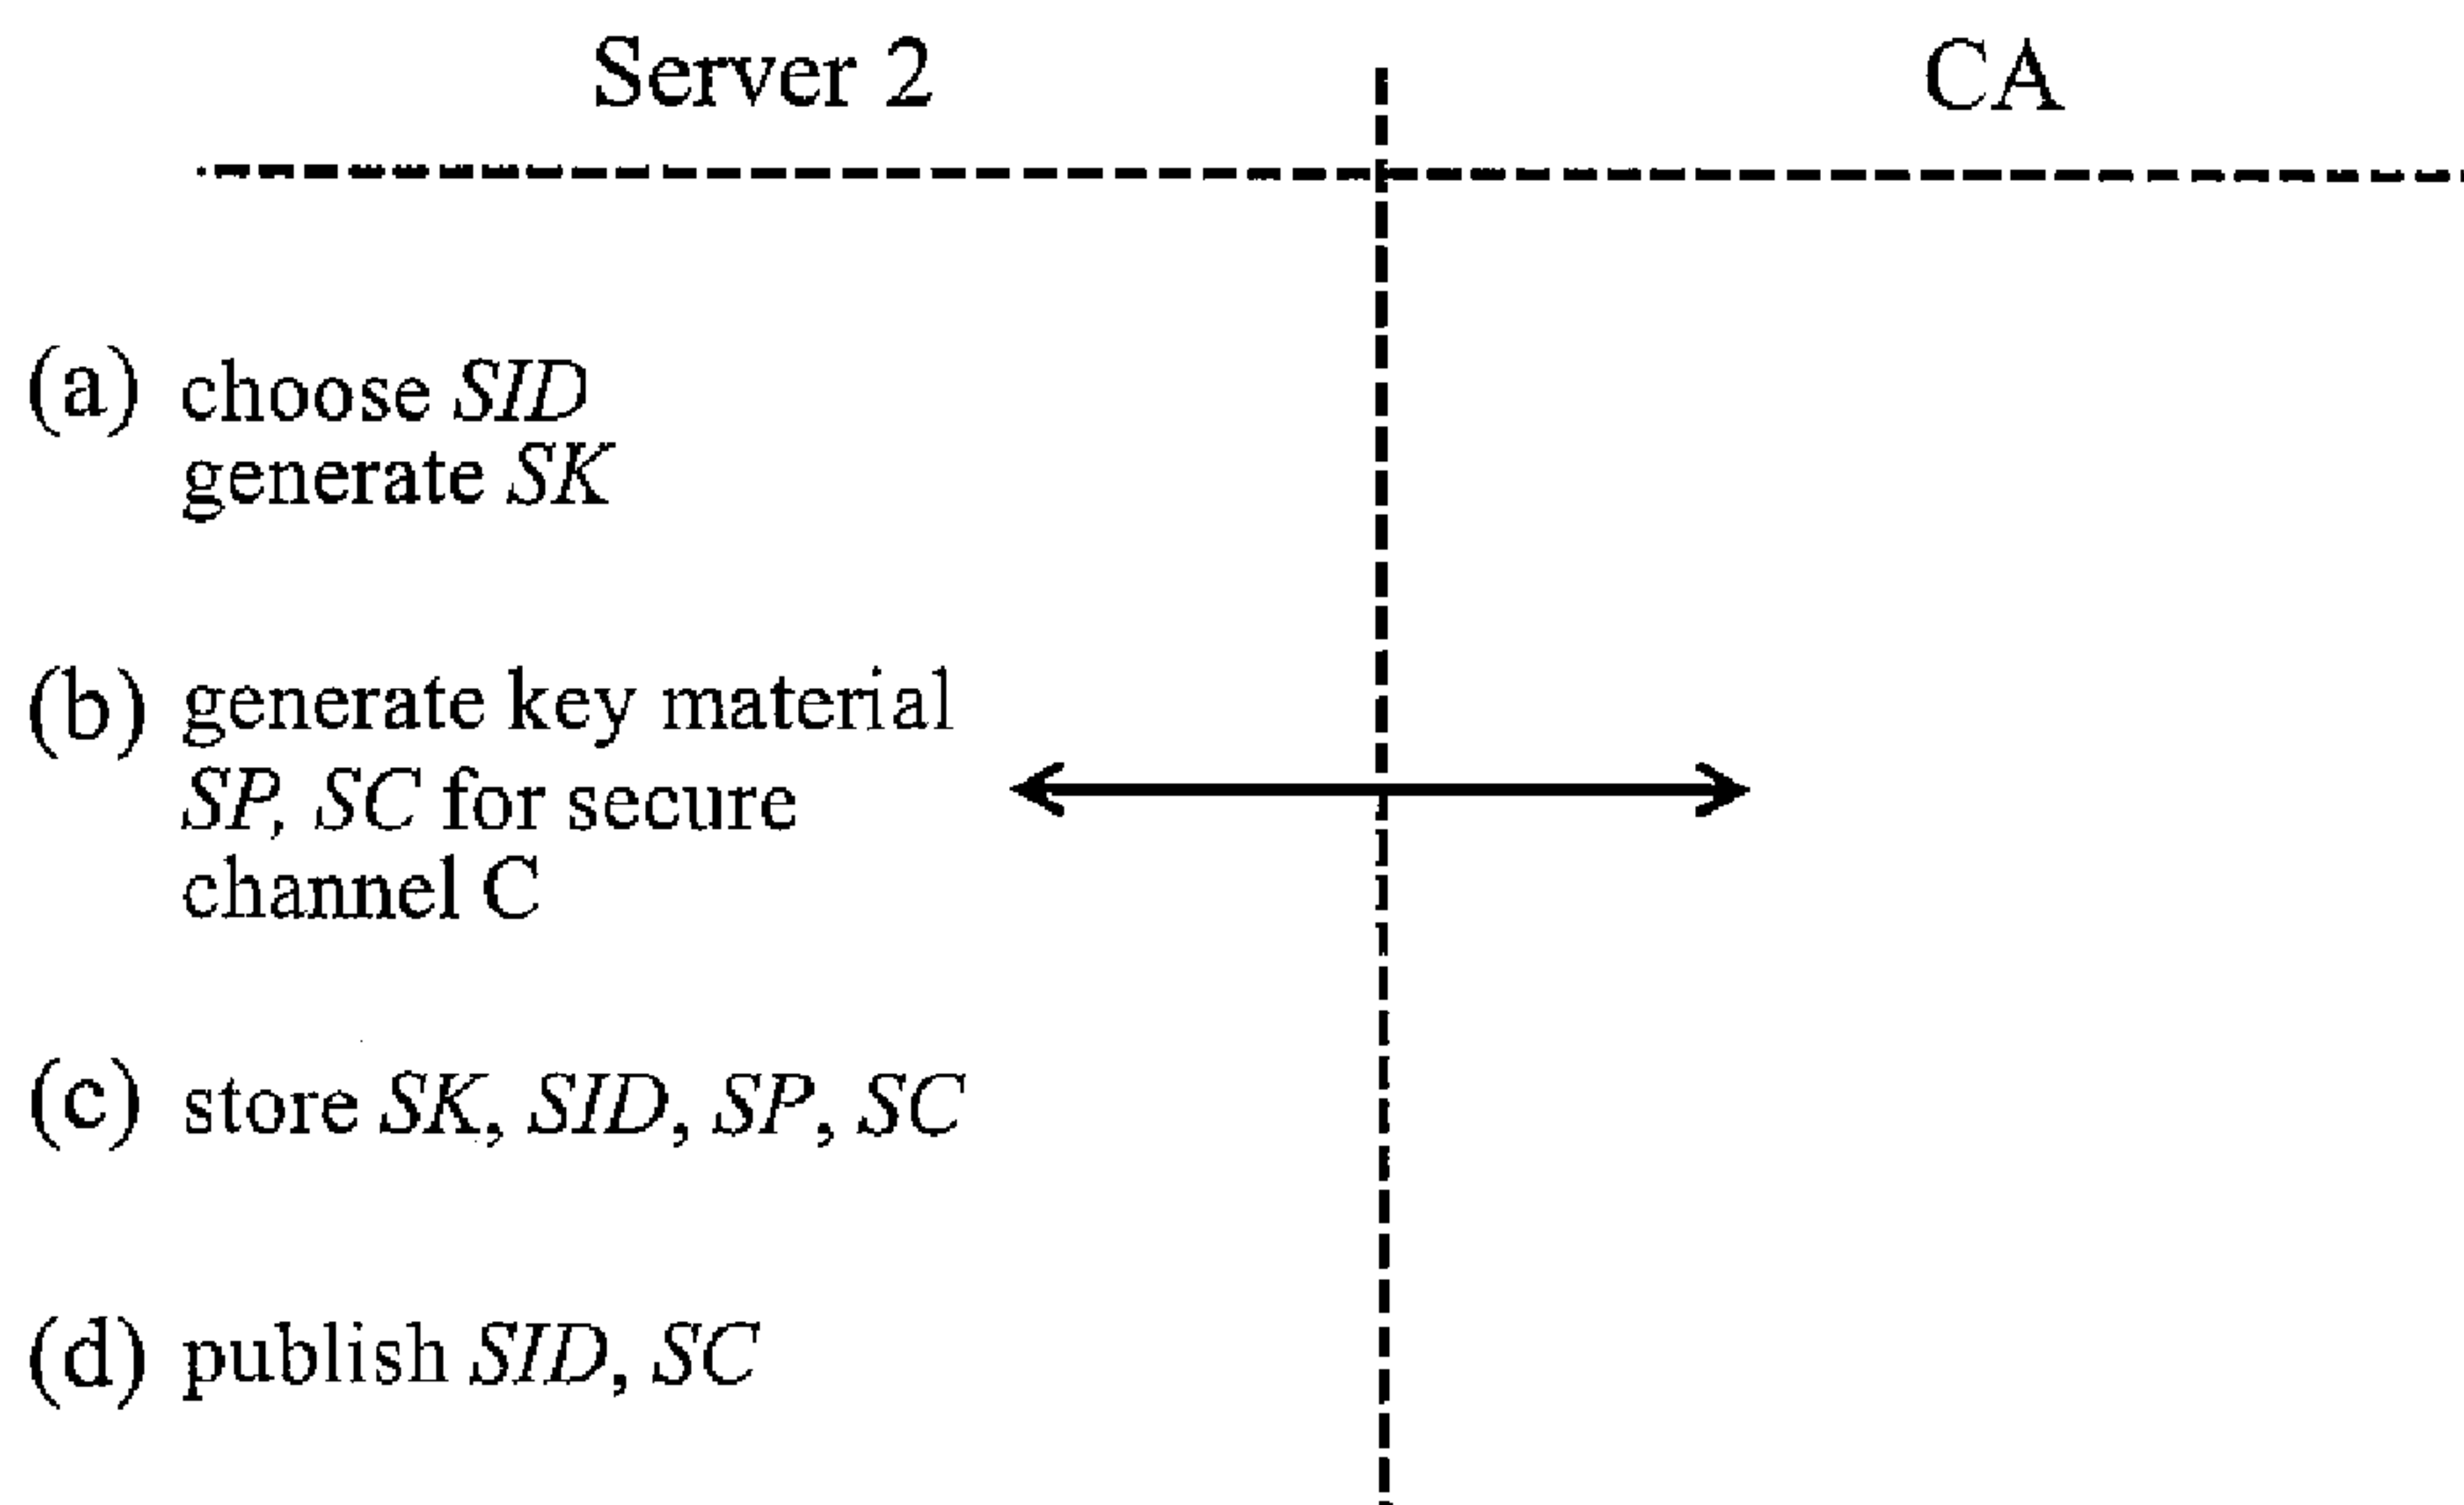 Server 2
CA
(a) choose SID
generate SK
(b) generate key material
SP, SC for secure
channel C
(c) store SK, SID, SP, SC
(d) publish SID, SC